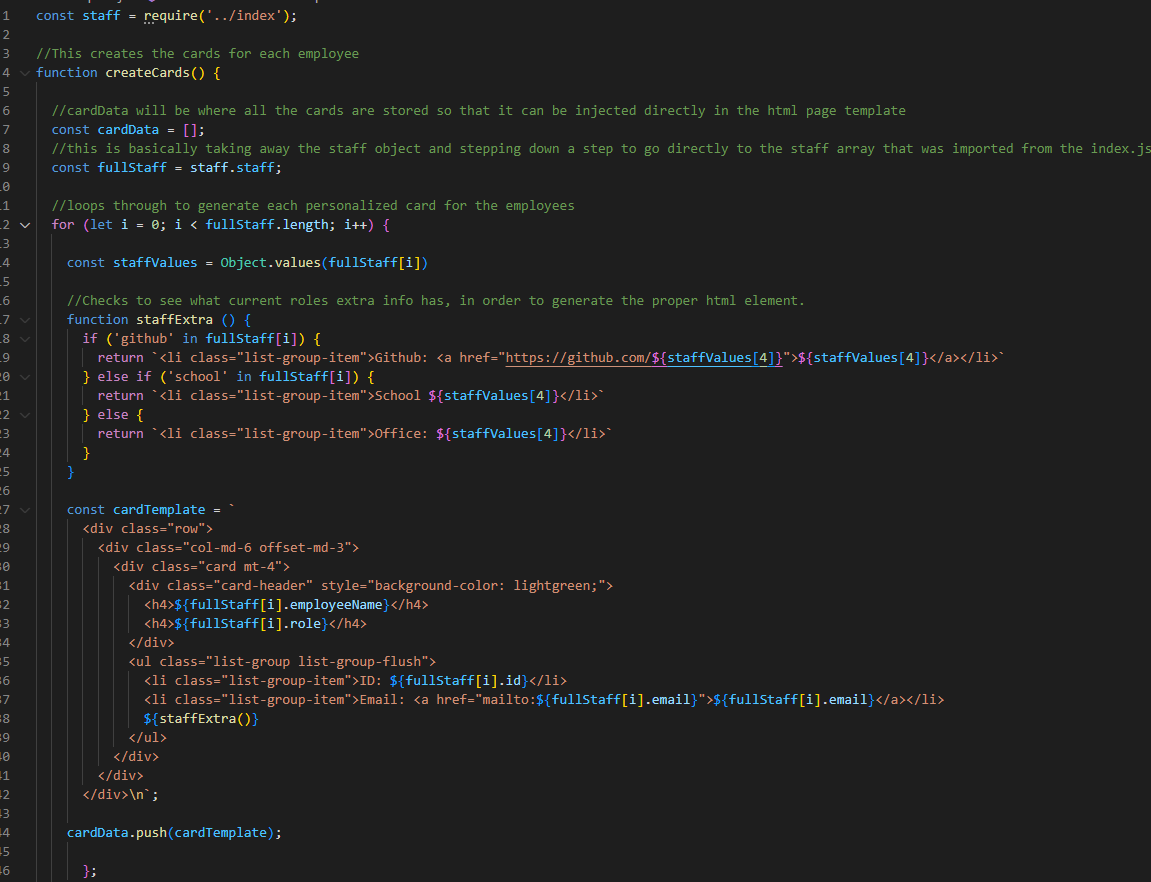 1 const staff = require('../index');
2
3 //This creates the cards for each employee
4 function createCards() {
5
6 //cardData will be where all the cards are stored so that it can be injected directly in the html page template
7 const cardData = [];
8 //this is basically taking away the staff object and stepping down a step to go directly to the staff array that was imported from the index.js
9 const fullStaff = staff.staff;
0
1 //loops through to generate each personalized card for the employees
2 for (let i = 0; i < fullStaff.length; i++) {
3
4 const staffValues = Object.values(fullStaff[i])
5
6 //Checks to see what current roles extra info has, in order to generate the proper html element.
7 function staffExtra () {
8 if ('github' in fullStaff[i]) {
9 return `<li class="list-group-item">Github: <a href="https://github.com/${staffValues[4]}">${staffValues[4]}</a></li>`
20 } else if ('school' in fullStaff[i]) {
21 return `<li class="list-group-item">School ${staffValues[4]}</li>`
22 } else {
23 return `<li class="list-group-item">Office: ${staffValues[4]}</li>`
24 }
25 }
26
27 const cardTemplate = `
28 <div class="row">
29 <div class="col-md-6 offset-md-3">
30 <div class="card mt-4">
31 <div class="card-header" style="background-color: lightgreen;">
32 <h4>${fullStaff[i].employeeName}</h4>
33 <h4>${fullStaff[i].role}</h4>
34 </div>
35 <ul class="list-group list-group-flush">
36 <li class="list-group-item">ID: ${fullStaff[i].id}</li>
37 <li class="list-group-item">Email: <a href="mailto:${fullStaff[i].email}">${fullStaff[i].email}</a></li>
38 ${staffExtra()}
39 </ul>
40 </div>
41 </div>
42 </div>\n`;
43
44 cardData.push(cardTemplate);
45
46 };